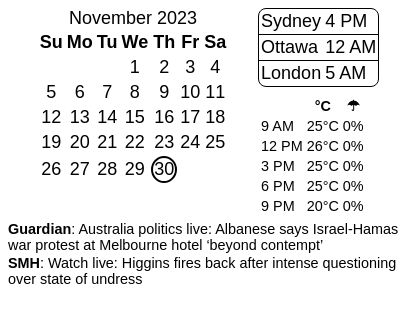 November 2023
Su Mo Tu We Th Fr Sa
1 2 3 4
5 6 7 8 9 10 11
12 13 14 15 16 17 18
19 20 21 22 23 24 25
26 27 28 29 30
Sydney 4 PM
Ottawa 12 AM
London 5 AM
°C ☂
9 AM 25°C 0%
12 PM 26°C 0%
3 PM 25°C 0%
6 PM 25°C 0%
9 PM 20°C 0%
Guardian: Australia politics live: Albanese says Israel-Hamas
war protest at Melbourne hotel ‘beyond contempt’
SMH: Watch live: Higgins fires back after intense questioning
over state of undress